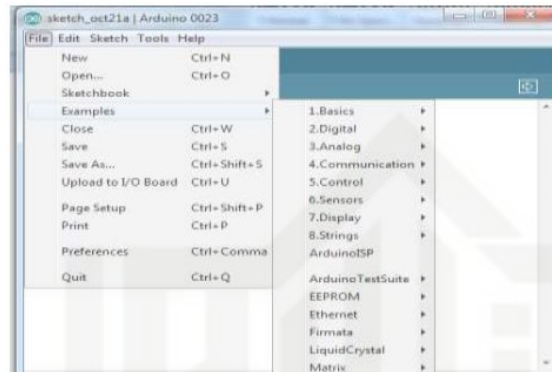 sketch_oct21a | Arduino 0023
File Edit Sketch Tools Help
New Ctrl+N
Open... Ctrl+O
Sketchbook
Examples
Close Ctrl+W
Save Ctrl+S
Save As... Ctrl+Shift+S
Upload to I/O Board Ctrl+U
Page Setup Ctrl+Shift+P
Print Ctrl+P
Preferences Ctrl+Comma
Quit Ctrl+Q
1.Basics
2.Digital
3.Analog
4.Communication
5.Control
6.Sensors
7.Display
8.Strings
ArduinoISP
ArduinoTestSuite
EEPROM
Ethernet
Firmata
LiquidCrystal
Matrix